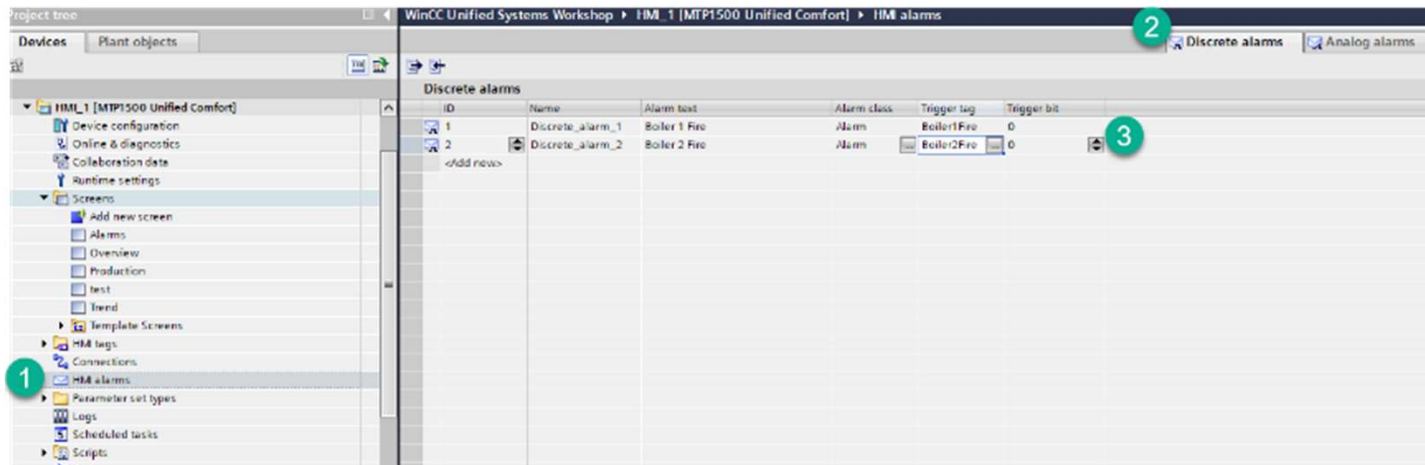 Project tree
WinCC Unified Systems Workshop ▸ HMI_1 [MTP1500 Unified Comfort] ▸ HMI alarms
2
Devices
Plant objects
Discrete alarms
Analog alarms
Discrete alarms
ID Name Alarm text Alarm class Trigger tag Trigger bit
1 Discrete_alarm_1 Boiler 1 Fire Alarm Boiler1Fire 0
2 Discrete_alarm_2 Boiler 2 Fire Alarm ... Boiler2Fire ... 0
3
<Add new>
HMI_1 [MTP1500 Unified Comfort]
Device configuration
Online & diagnostics
Collaboration data
Runtime settings
Screens
Add new screen
Alarms
Overview
Production
test
Trend
Template Screens
HMI tags
Connections
1
HMI alarms
Parameter set types
Logs
Scheduled tasks
Scripts